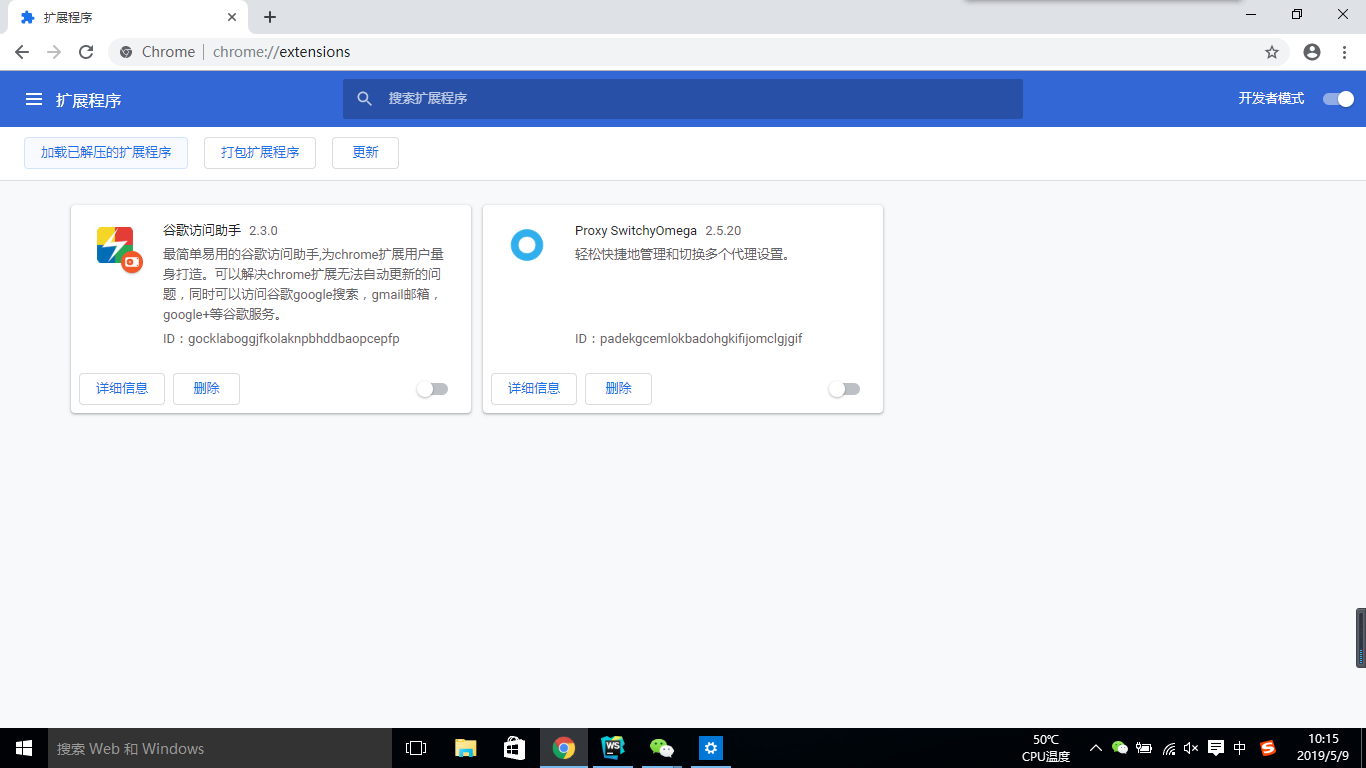 扩展程序
Chrome
chrome://extensions
扩展程序
搜索扩展程序
开发者模式
加载已解压的扩展程序
打包扩展程序
更新
谷歌访问助手 2.3.0
最简单易用的谷歌访问助手,为chrome扩展用户量
身打造。可以解决chrome扩展无法自动更新的问
题，同时可以访问谷歌google搜索，gmail邮箱，
google+等谷歌服务。
ID：gocklaboggjfkolaknpbhddbaopcepfp
详细信息
删除
Proxy SwitchyOmega 2.5.20
轻松快捷地管理和切换多个代理设置。
ID：padekgcemlokbadohgkifijomclgjgif
详细信息
删除
搜索 Web 和 Windows
WS
50℃
CPU温度
中
S
10:15
2019/5/9